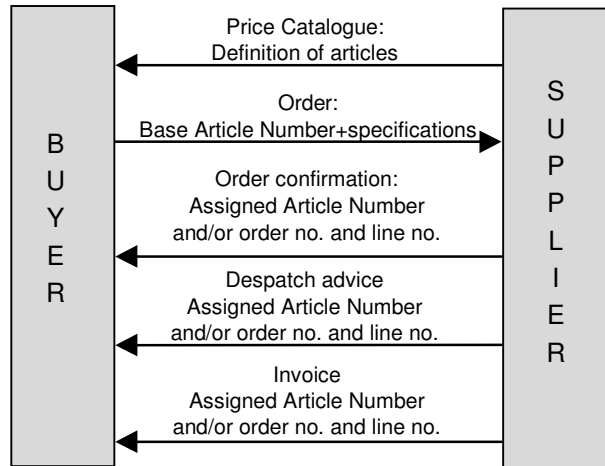 Price Catalogue:
Definition of articles
Order:
Base Article Number+specifications
Order confirmation:
Assigned Article Number
and/or order no. and line no.
Despatch advice
Assigned Article Number
and/or order no. and line no.
Invoice
Assigned Article Number
and/or order no. and line no.
B
U
Y
E
R
S
U
P
P
L
I
E
R